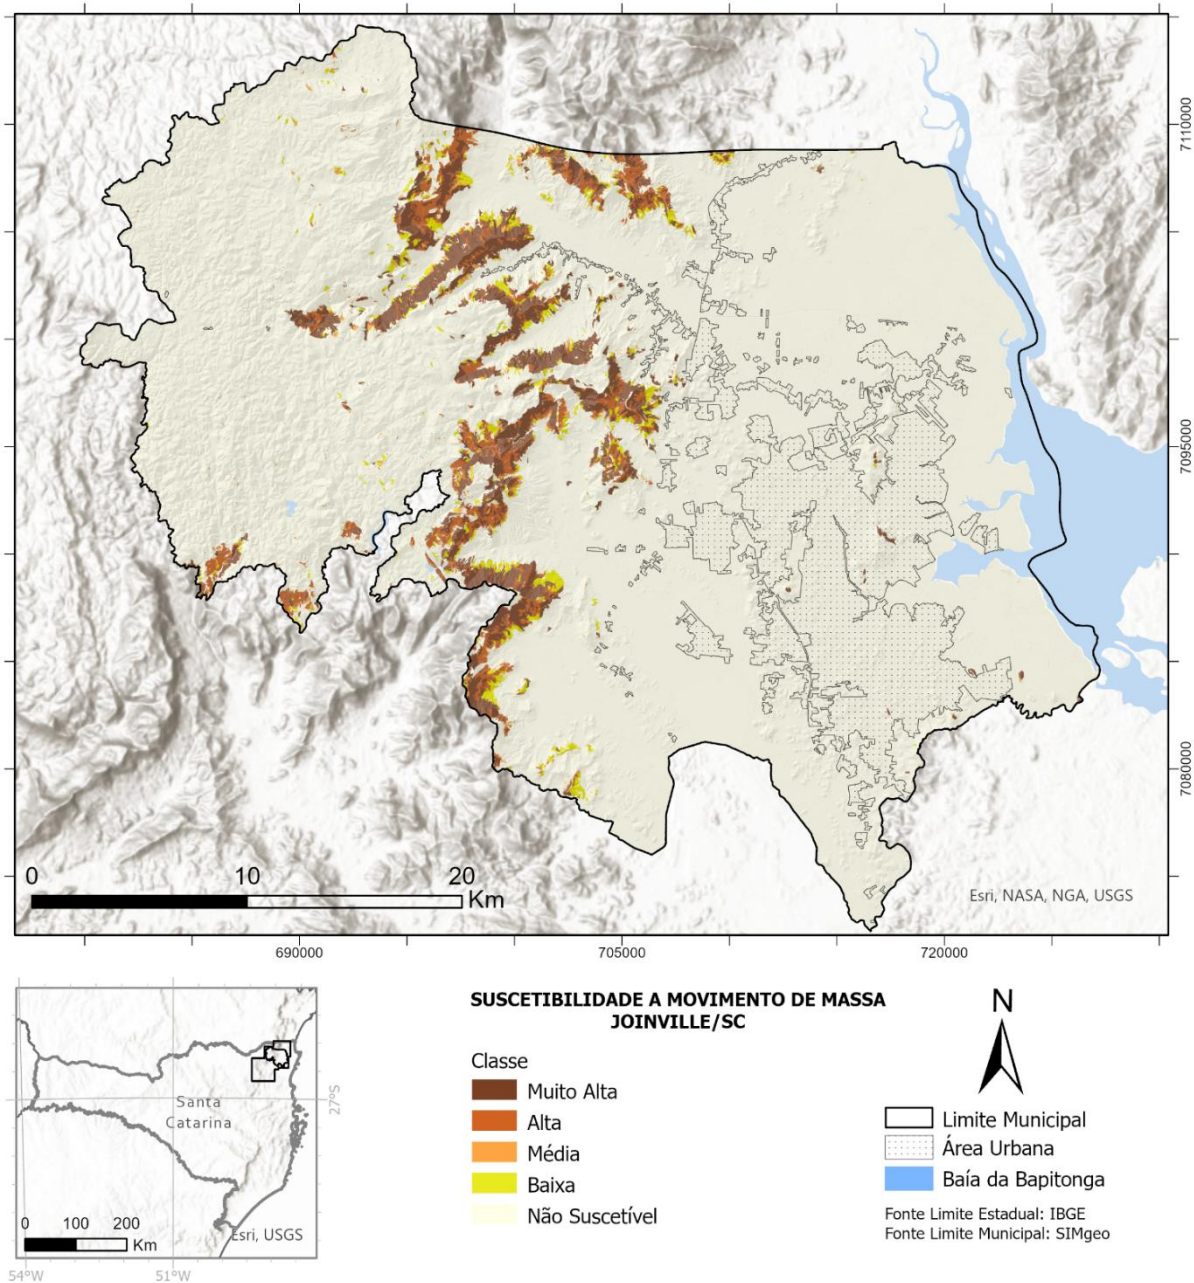 7110000
7095000
7080000
0 10 20
Km
Esri, NASA, NGA, USGS
690000 705000 720000
SUSCETIBILIDADE A MOVIMENTO DE MASSA
JOINVILLE/SC
Classe
Muito Alta
Alta
Média
Baixa
Não Suscetível
N
Limite Municipal
Área Urbana
Baía da Bapitonga
Fonte Limite Estadual: IBGE
Fonte Limite Municipal: SIMgeo
Santa
Catarina
27°S
0 100 200
Km
Esri, USGS
54°W 51°W